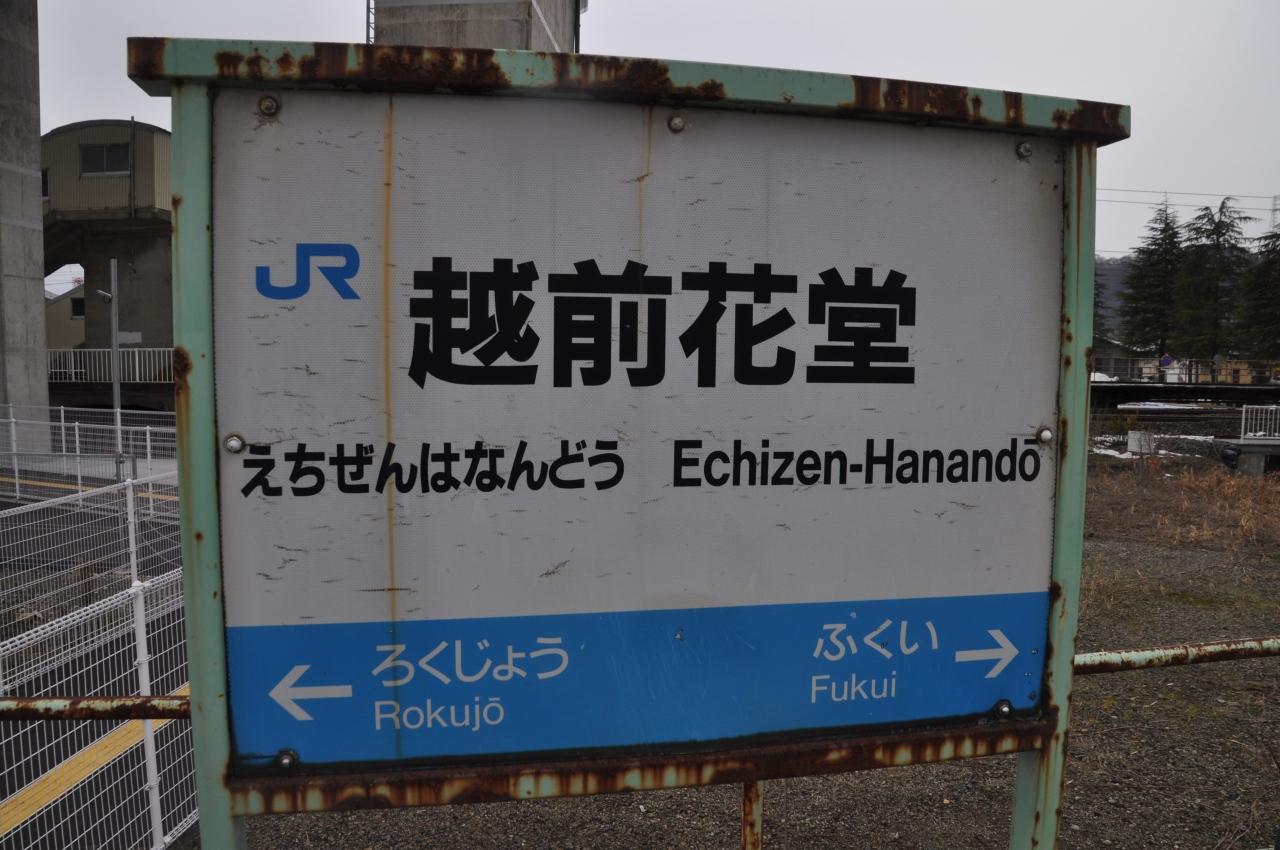 JR 越前花堂
えちぜんはなんどう Echizen-Hanandō
← ろくじょう ふくい →
Rokujō Fukui